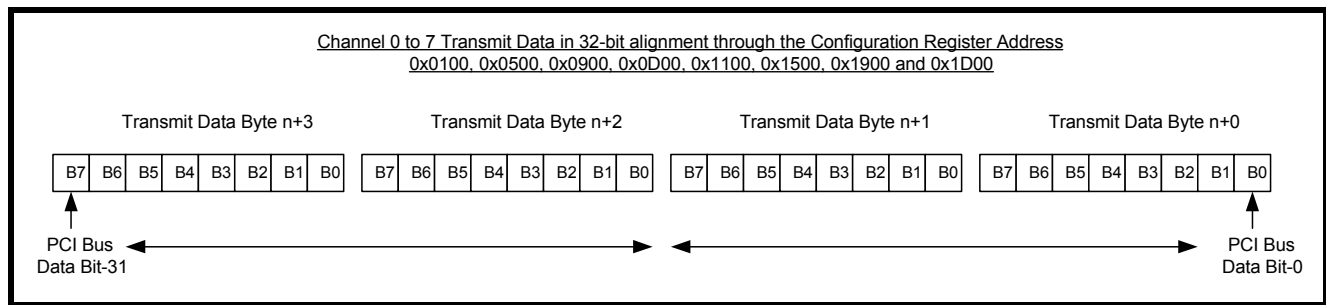 Channel 0 to 7 Transmit Data in 32-bit alignment through the Configuration Register Address
0x0100, 0x0500, 0x0900, 0x0D00, 0x1100, 0x1500, 0x1900 and 0x1D00
Transmit Data Byte n+3 Transmit Data Byte n+2 Transmit Data Byte n+1 Transmit Data Byte n+0
B7 B6 B5 B4 B3 B2 B1 B0 B7 B6 B5 B4 B3 B2 B1 B0 B7 B6 B5 B4 B3 B2 B1 B0 B7 B6 B5 B4 B3 B2 B1 B0
PCI Bus PCI Bus
Data Bit-31 Data Bit-0